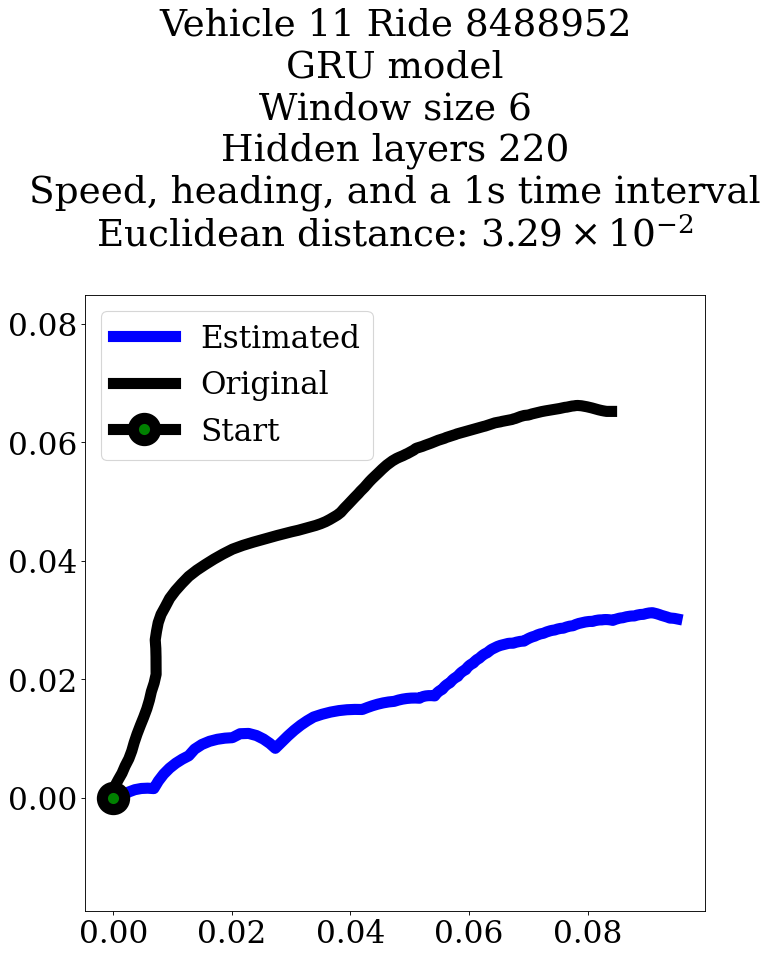 Vehicle 11 Ride 8488952
GRU model
Window size 6
Hidden layers 220
Speed, heading, and a 1s time interval
Euclidean distance: 3.29 × 10⁻²
Estimated
Original
Start
0.08
0.06
0.04
0.02
0.00
0.00 0.02 0.04 0.06 0.08